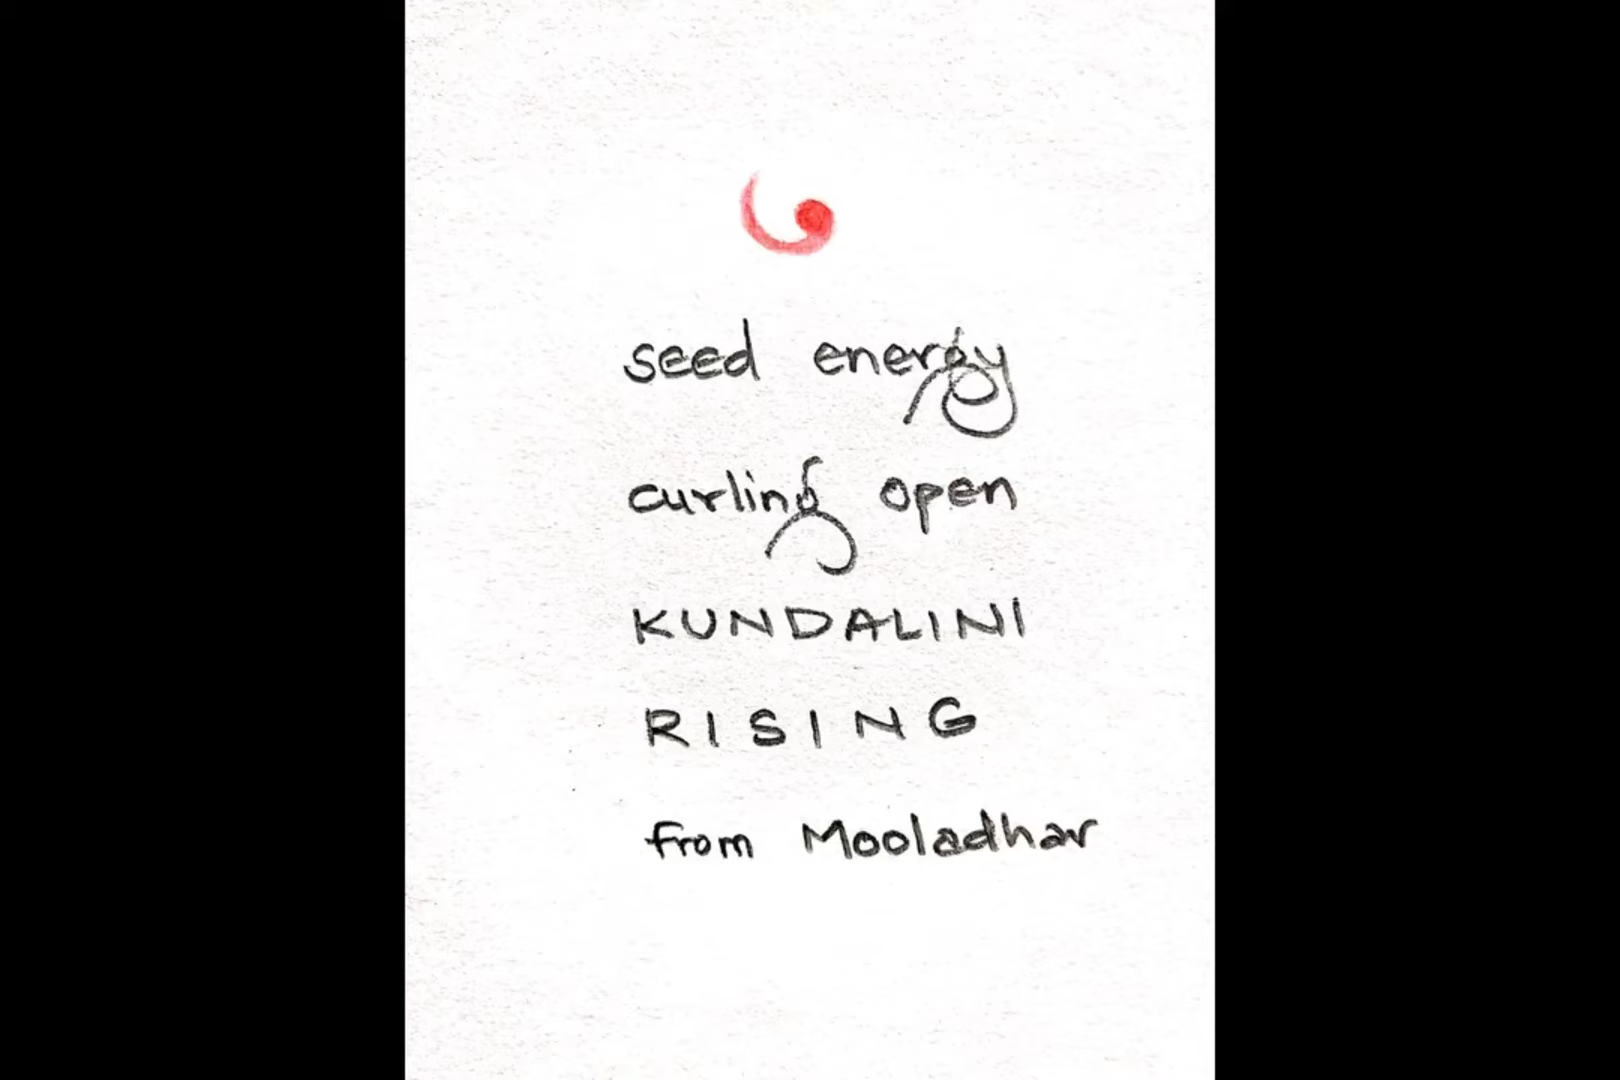 seed energy
curling open
KUNDALINI
RISING
from Mooladhar